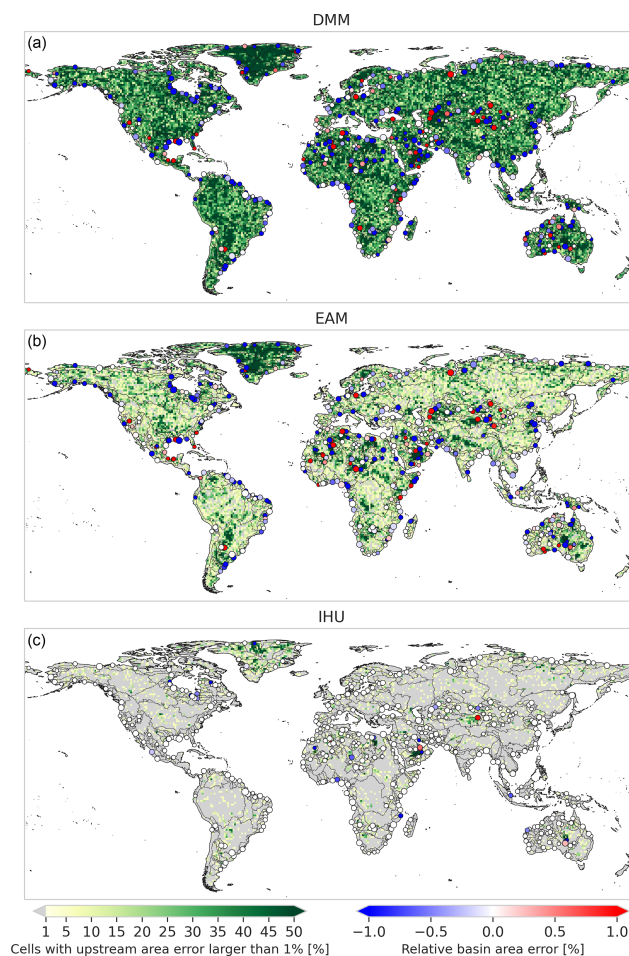 DMM
(a)
EAM
(b)
IHU
(c)
1 5 10 15 20 25 30 35 40 45 50
Cells with upstream area error larger than 1% [%]
−1.0 −0.5 0.0 0.5 1.0
Relative basin area error [%]